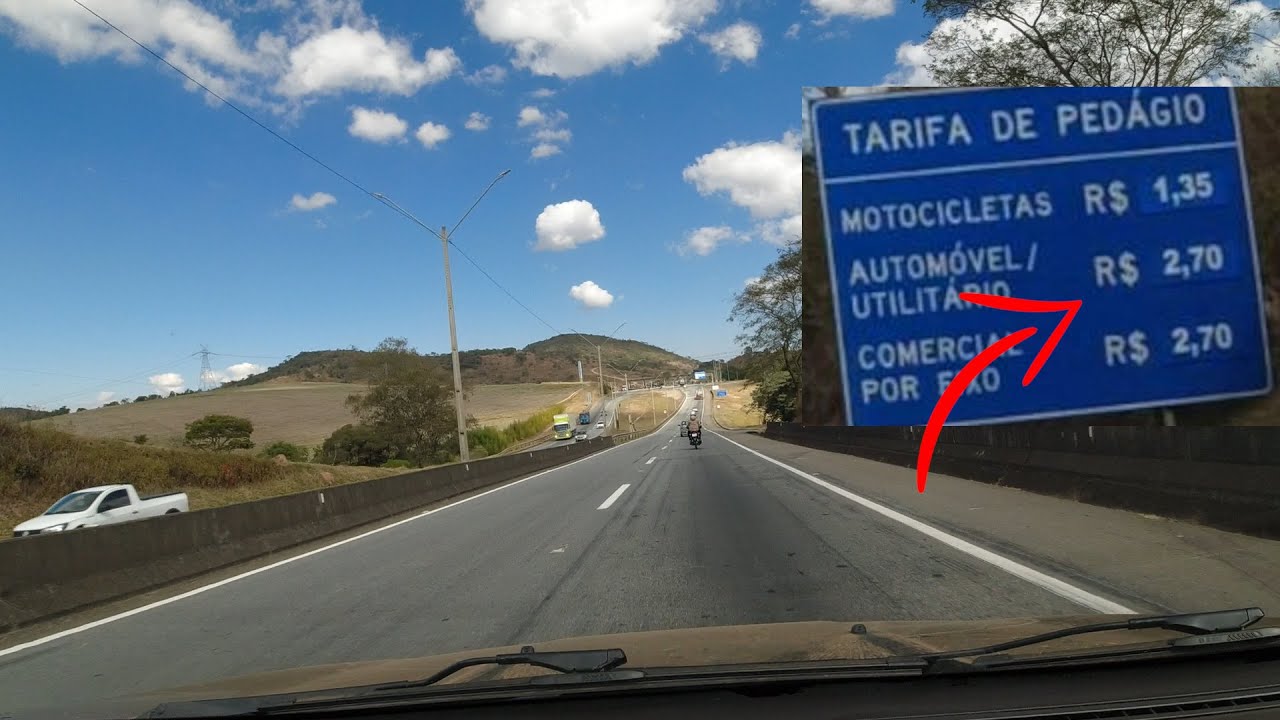 TARIFA DE PEDÁGIO
MOTOCICLETAS R$ 1,35
AUTOMÓVEL/
UTILITÁRIO R$ 2,70
COMERCIAL
POR EIXO R$ 2,70